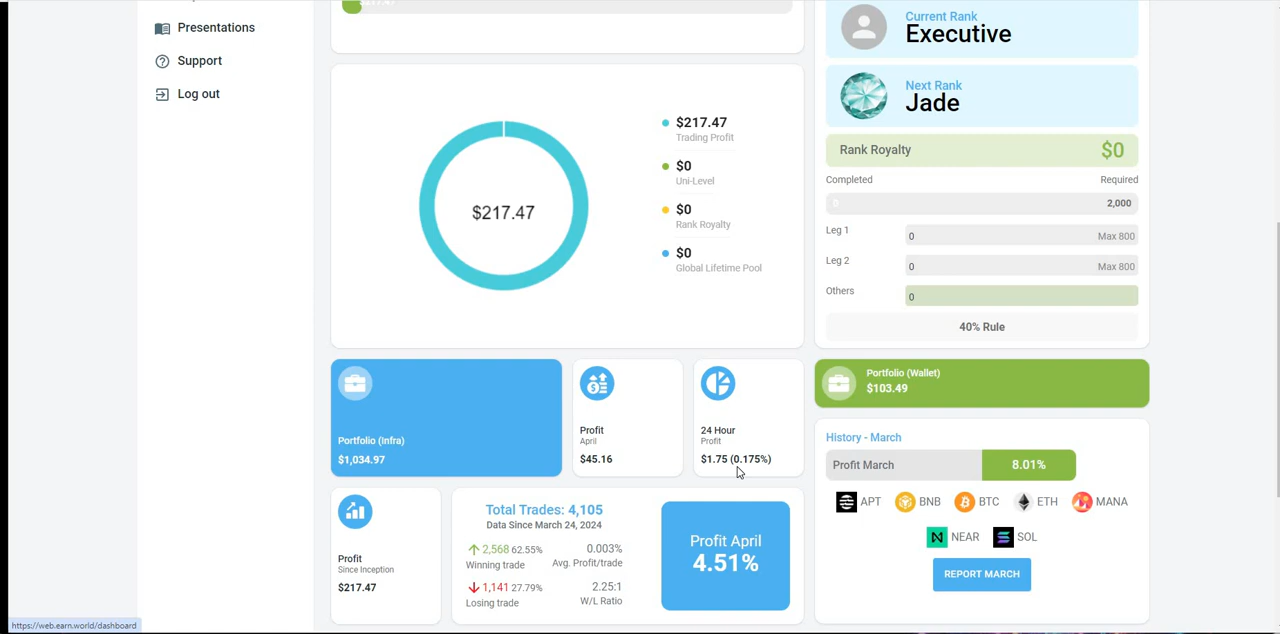 Presentations
Support
Log out
$217.47
$217.47
$217.47
Trading Profit
$0
Uni-Level
$0
Rank Royalty
$0
Global Lifetime Pool
Current Rank
Executive
Next Rank
Jade
Rank Royalty $0
Completed Required
0 2,000
Leg 1 0 Max 800
Leg 2 0 Max 800
Others 0
40% Rule
Portfolio (Infra)
$1,034.97
Profit
April
$45.16
24 Hour
Profit
$1.75 (0.175%)
Portfolio (Wallet)
$103.49
History - March
Profit March 8.01%
APT BNB BTC ETH MANA
NEAR SOL
REPORT MARCH
Profit
Since Inception
$217.47
Total Trades: 4,105
Data Since March 24, 2024
2,568 62.55% 0.003%
Winning trade Avg. Profit/trade
1,141 27.79% 2.25:1
Losing trade W/L Ratio
Profit April
4.51%
https://web.earn.world/dashboard